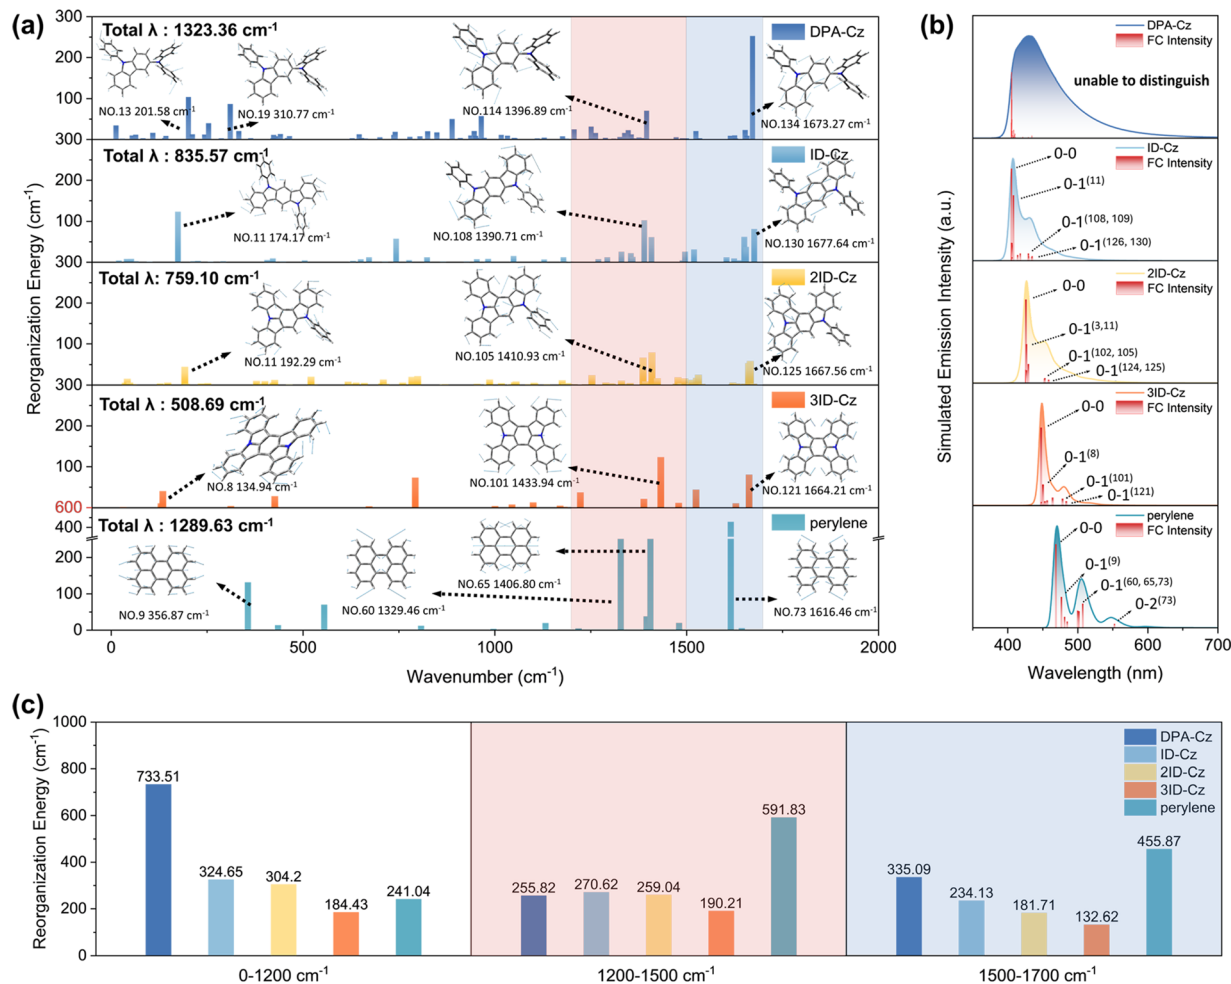 (a)
Reorganization Energy (cm-1)
300
200
100
300
Total λ : 1323.36 cm-1
DPA-Cz
NO.13 201.58 cm-1
NO.19 310.77 cm-1
NO.114 1396.89 cm-1
NO.134 1673.27 cm-1
200
100
300
Total λ : 835.57 cm-1
ID-Cz
NO.11 174.17 cm-1
NO.108 1390.71 cm-1
NO.130 1677.64 cm-1
200
100
300
Total λ : 759.10 cm-1
2ID-Cz
NO.11 192.29 cm-1
NO.105 1410.93 cm-1
NO.125 1667.56 cm-1
200
100
600
Total λ : 508.69 cm-1
3ID-Cz
NO.8 134.94 cm-1
NO.101 1433.94 cm-1
NO.121 1664.21 cm-1
400
200
0
Total λ : 1289.63 cm-1
perylene
NO.9 356.87 cm-1
NO.60 1329.46 cm-1
NO.65 1406.80 cm-1
NO.73 1616.46 cm-1
0 500 1000 1500 2000
Wavenumber (cm-1)
(b)
Simulated Emission Intensity (a.u.)
DPA-Cz
FC Intensity
unable to distinguish
ID-Cz
FC Intensity
0-0
0-1(11)
0-1(108, 109)
0-1(126, 130)
2ID-Cz
FC Intensity
0-0
0-1(3,11)
0-1(102, 105)
0-1(124, 125)
3ID-Cz
FC Intensity
0-0
0-1(8)
0-1(101)
0-1(121)
perylene
FC Intensity
0-0
0-1(9)
0-1(60, 65,73)
0-2(73)
400 500 600 700
Wavelength (nm)
(c)
Reorganization Energy (cm-1)
1000
800
600
400
200
0
733.51
324.65
304.2
184.43
241.04
0-1200 cm-1
255.82
270.62
259.04
190.21
591.83
1200-1500 cm-1
335.09
234.13
181.71
132.62
455.87
1500-1700 cm-1
DPA-Cz
ID-Cz
2ID-Cz
3ID-Cz
perylene